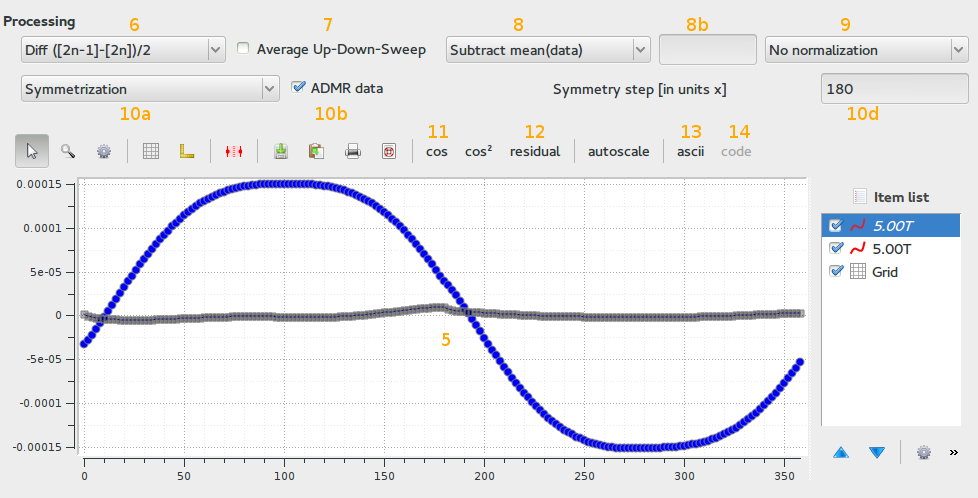 Processing
6 7 8 8b 9
Diff ([2n-1]-[2n])/2 Average Up-Down-Sweep Subtract mean(data) No normalization
Symmetrization ADMR data Symmetry step [in units x] 180
10a 10b 10d
11 12 13 14
cos cos² residual autoscale ascii code
0.00015
0.0001
5e-05
0
-5e-05
-0.0001
-0.00015
5
0 50 100 150 200 250 300 350
Item list
5.00T
5.00T
Grid
»